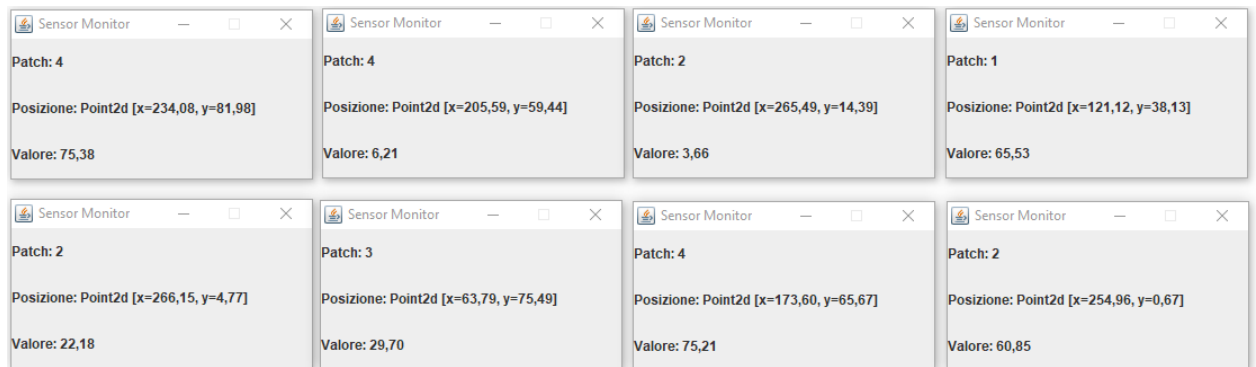 Sensor Monitor
Patch: 4
Posizione: Point2d [x=234,08, y=81,98]
Valore: 75,38
Sensor Monitor
Patch: 4
Posizione: Point2d [x=205,59, y=59,44]
Valore: 6,21
Sensor Monitor
Patch: 2
Posizione: Point2d [x=265,49, y=14,39]
Valore: 3,66
Sensor Monitor
Patch: 1
Posizione: Point2d [x=121,12, y=38,13]
Valore: 65,53
Sensor Monitor
Patch: 2
Posizione: Point2d [x=266,15, y=4,77]
Valore: 22,18
Sensor Monitor
Patch: 3
Posizione: Point2d [x=63,79, y=75,49]
Valore: 29,70
Sensor Monitor
Patch: 4
Posizione: Point2d [x=173,60, y=65,67]
Valore: 75,21
Sensor Monitor
Patch: 2
Posizione: Point2d [x=254,96, y=0,67]
Valore: 60,85